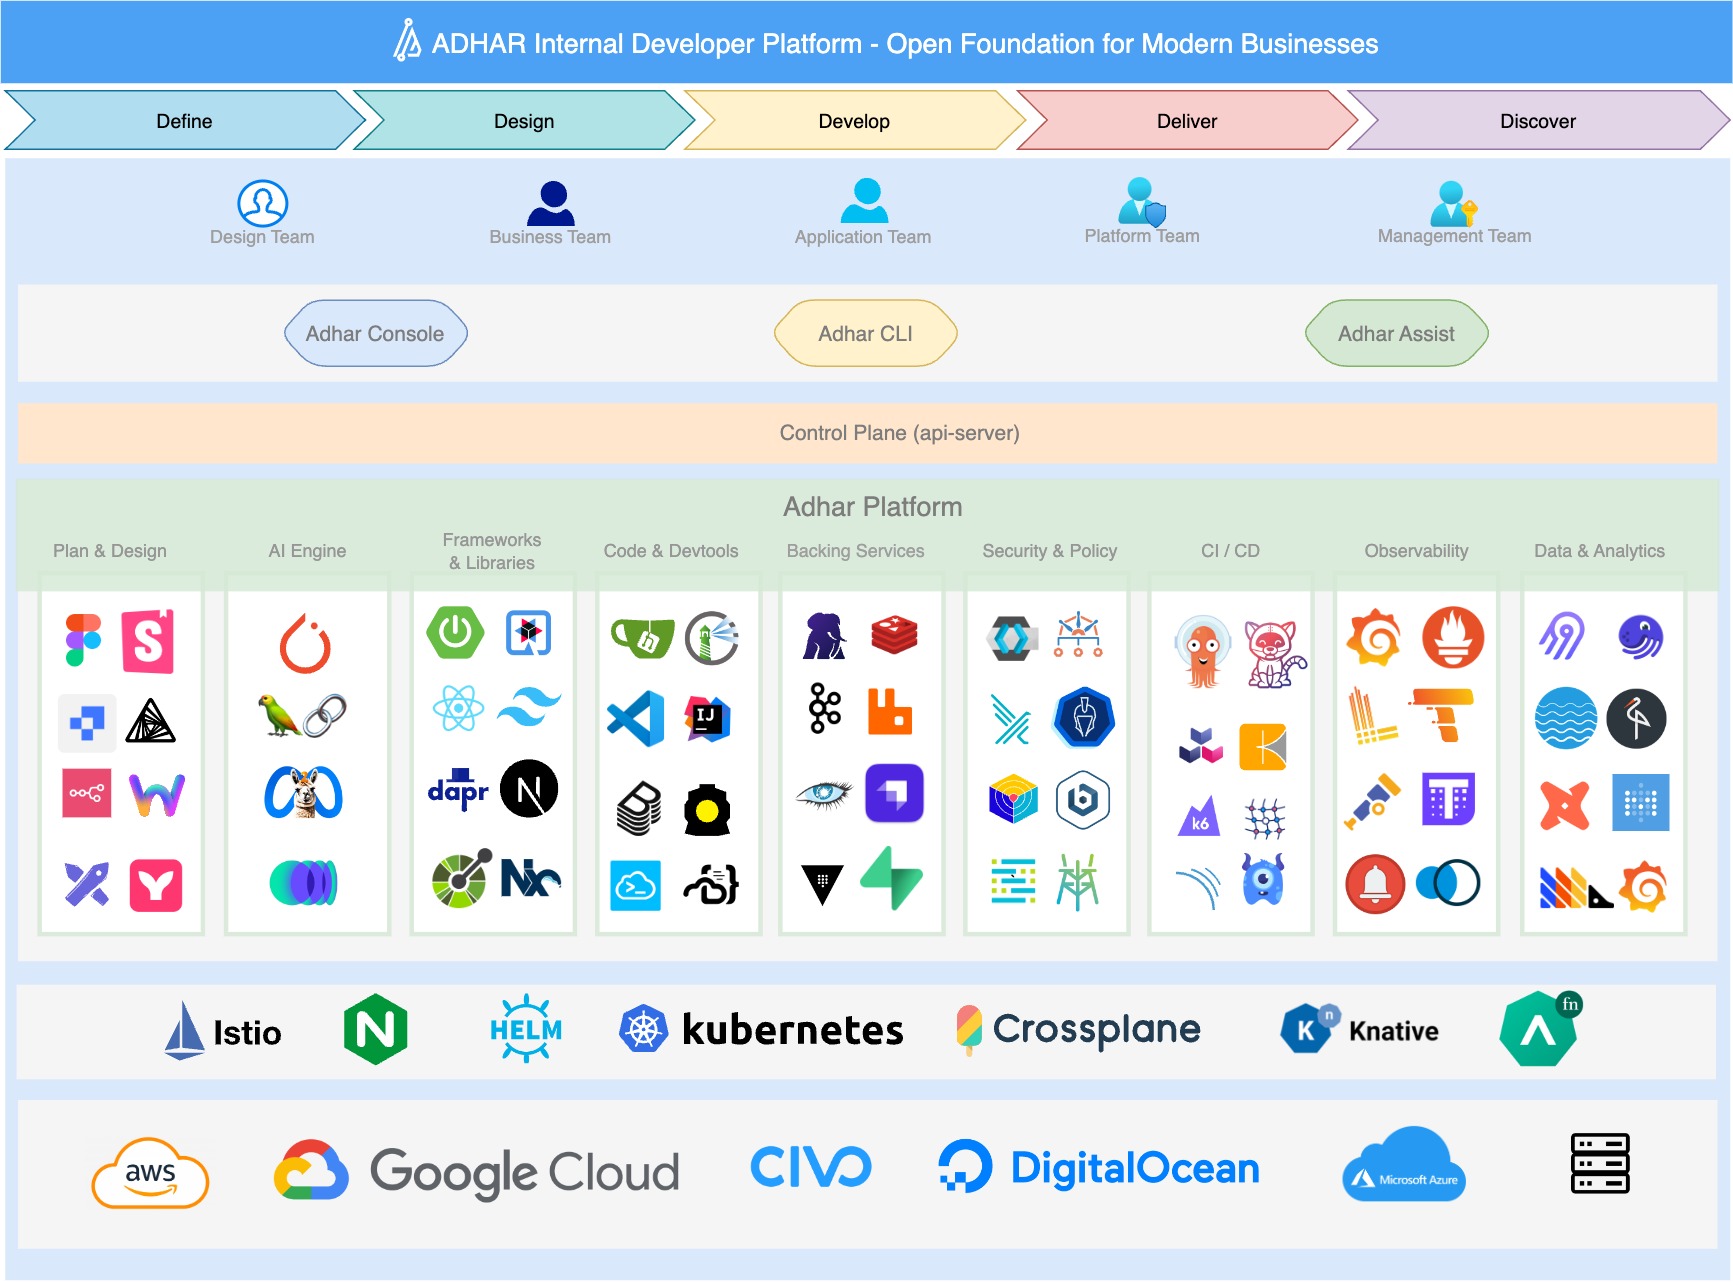 ADHAR Internal Developer Platform - Open Foundation for Modern Businesses
Define
Design
Develop
Deliver
Discover
Design Team
Business Team
Application Team
Platform Team
Management Team
Adhar Console
Adhar CLI
Adhar Assist
Control Plane (api-server)
Adhar Platform
Plan & Design
AI Engine
Frameworks
& Libraries
Code & Devtools
Backing Services
Security & Policy
CI / CD
Observability
Data & Analytics
S
IJ
dapr
N
k6
T
Nx
Istio
N
HELM
kubernetes
Crossplane
K
n
Knative
fn
aws
Google Cloud
CIVO
DigitalOcean
Microsoft Azure